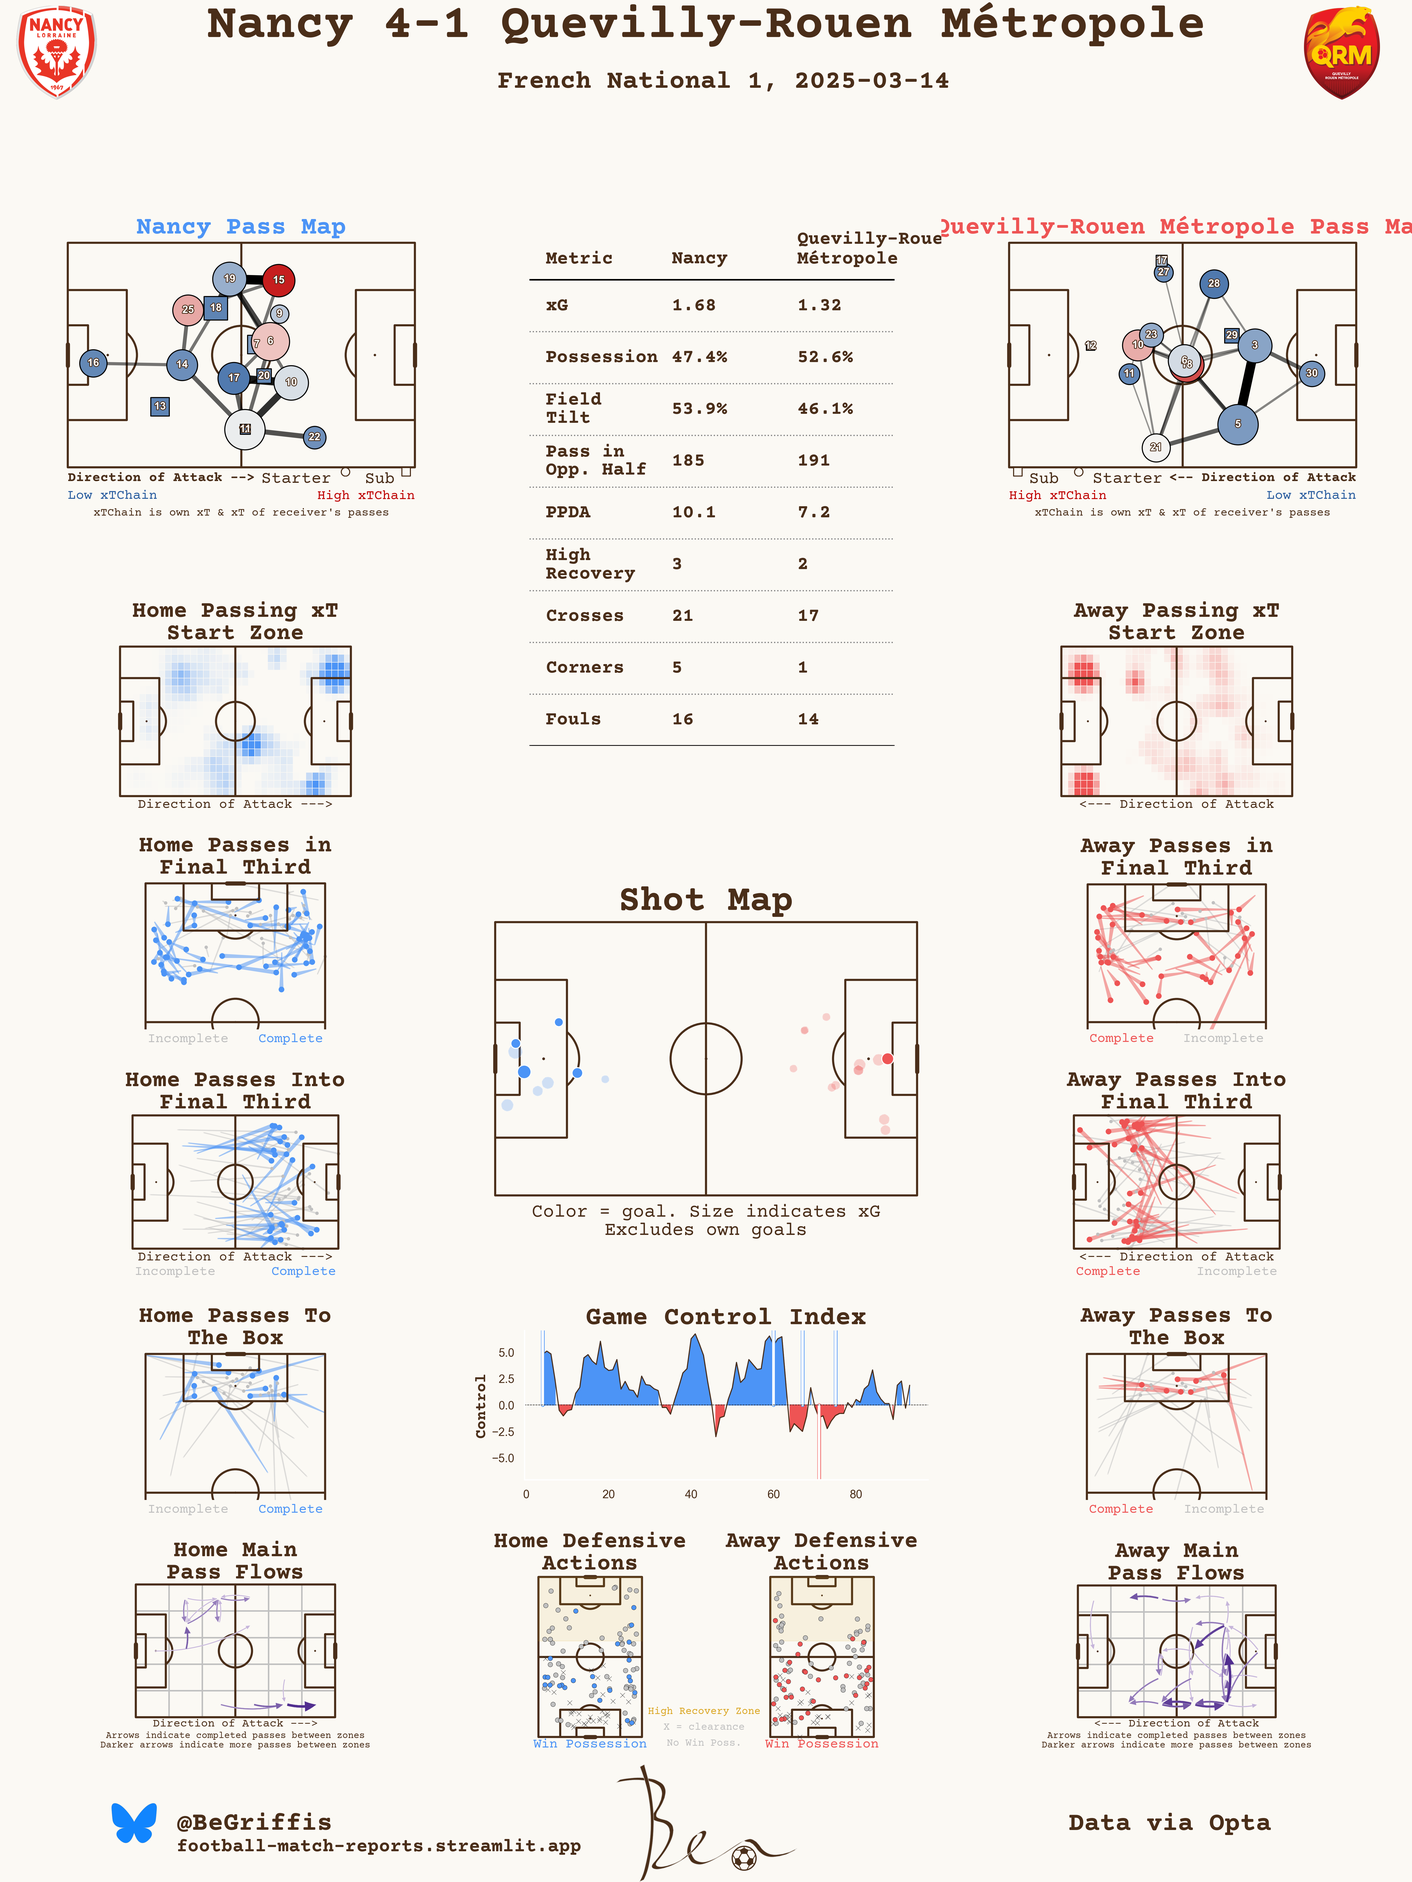 Nancy 4-1 Quevilly-Rouen Métropole
French National 1, 2025-03-14
NANCY
LORRAINE
1967
QRM
QUEVILLY
ROUEN MÉTROPOLE
Nancy Pass Map
19
15
25
18
9
7
6
16
14
17
20
10
13
11
22
Direction of Attack --> Starter Sub
Low xTChain High xTChain
xTChain is own xT & xT of receiver's passes
Metric Nancy Quevilly-Roue
Métropole
xG 1.68 1.32
Possession 47.4% 52.6%
Field
Tilt 53.9% 46.1%
Pass in
Opp. Half 185 191
PPDA 10.1 7.2
High
Recovery 3 2
Crosses 21 17
Corners 5 1
Fouls 16 14
Quevilly-Rouen Métropole Pass Ma
17
27
28
12
10
23
29
3
6
11
30
5
21
Sub Starter <-- Direction of Attack
High xTChain Low xTChain
xTChain is own xT & xT of receiver's passes
Home Passing xT
Start Zone
Direction of Attack --->
Away Passing xT
Start Zone
<--- Direction of Attack
Home Passes in
Final Third
Incomplete Complete
Away Passes in
Final Third
Complete Incomplete
Shot Map
Color = goal. Size indicates xG
Excludes own goals
Home Passes Into
Final Third
Direction of Attack --->
Incomplete Complete
Away Passes Into
Final Third
<--- Direction of Attack
Complete Incomplete
Home Passes To
The Box
Incomplete Complete
Game Control Index
Control
5.0
2.5
0.0
−2.5
−5.0
0 20 40 60 80
Away Passes To
The Box
Complete Incomplete
Home Main
Pass Flows
Direction of Attack --->
Arrows indicate completed passes between zones
Darker arrows indicate more passes between zones
Home Defensive
Actions
Win Possession
Away Defensive
Actions
Win Possession
High Recovery Zone
X = clearance
No Win Poss.
Away Main
Pass Flows
<--- Direction of Attack
Arrows indicate completed passes between zones
Darker arrows indicate more passes between zones
@BeGriffis
football-match-reports.streamlit.app
Ben
Data via Opta